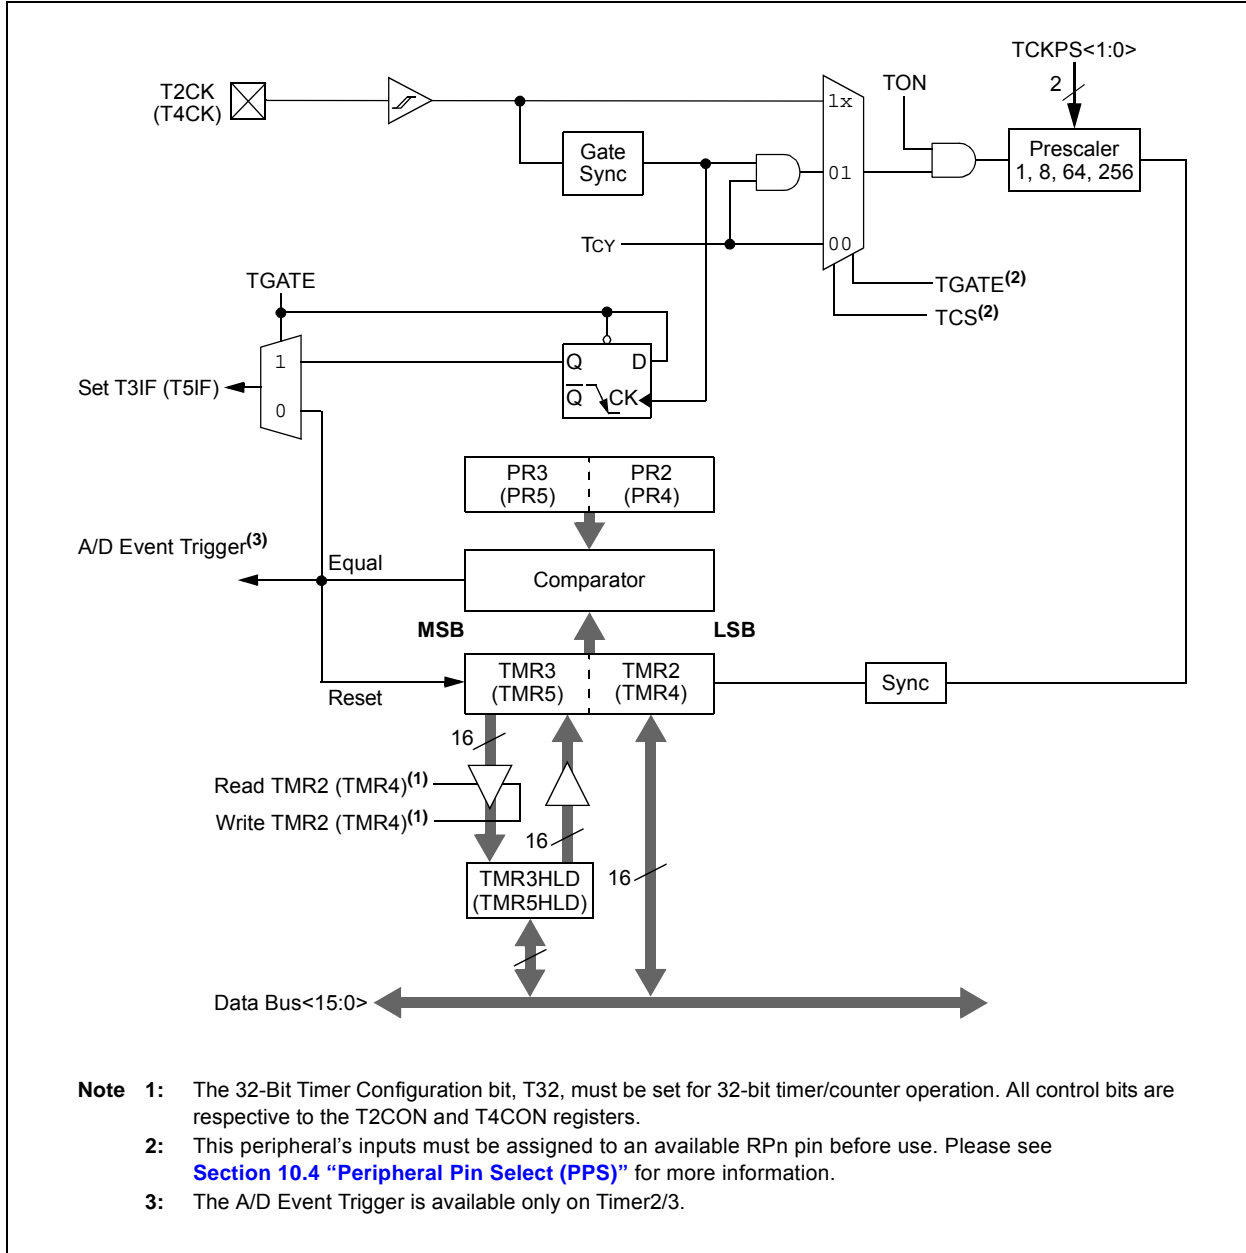 TCKPS<1:0>
2
TON
T2CK
(T4CK)
1x
Gate
Sync
01
Prescaler
1, 8, 64, 256
TCY
00
TGATE
TGATE(2)
TCS(2)
1
Q
D
Set T3IF (T5IF)
Q
CK
0
PR3
(PR5)
PR2
(PR4)
A/D Event Trigger(3)
Equal
Comparator
MSB
LSB
TMR3
(TMR5)
TMR2
(TMR4)
Sync
Reset
16
Read TMR2 (TMR4)(1)
Write TMR2 (TMR4)(1)
16
TMR3HLD
(TMR5HLD)
16
Data Bus<15:0>
Note 1: The 32-Bit Timer Configuration bit, T32, must be set for 32-bit timer/counter operation. All control bits are
respective to the T2CON and T4CON registers.
2: This peripheral's inputs must be assigned to an available RPn pin before use. Please see
Section 10.4 “Peripheral Pin Select (PPS)” for more information.
3: The A/D Event Trigger is available only on Timer2/3.